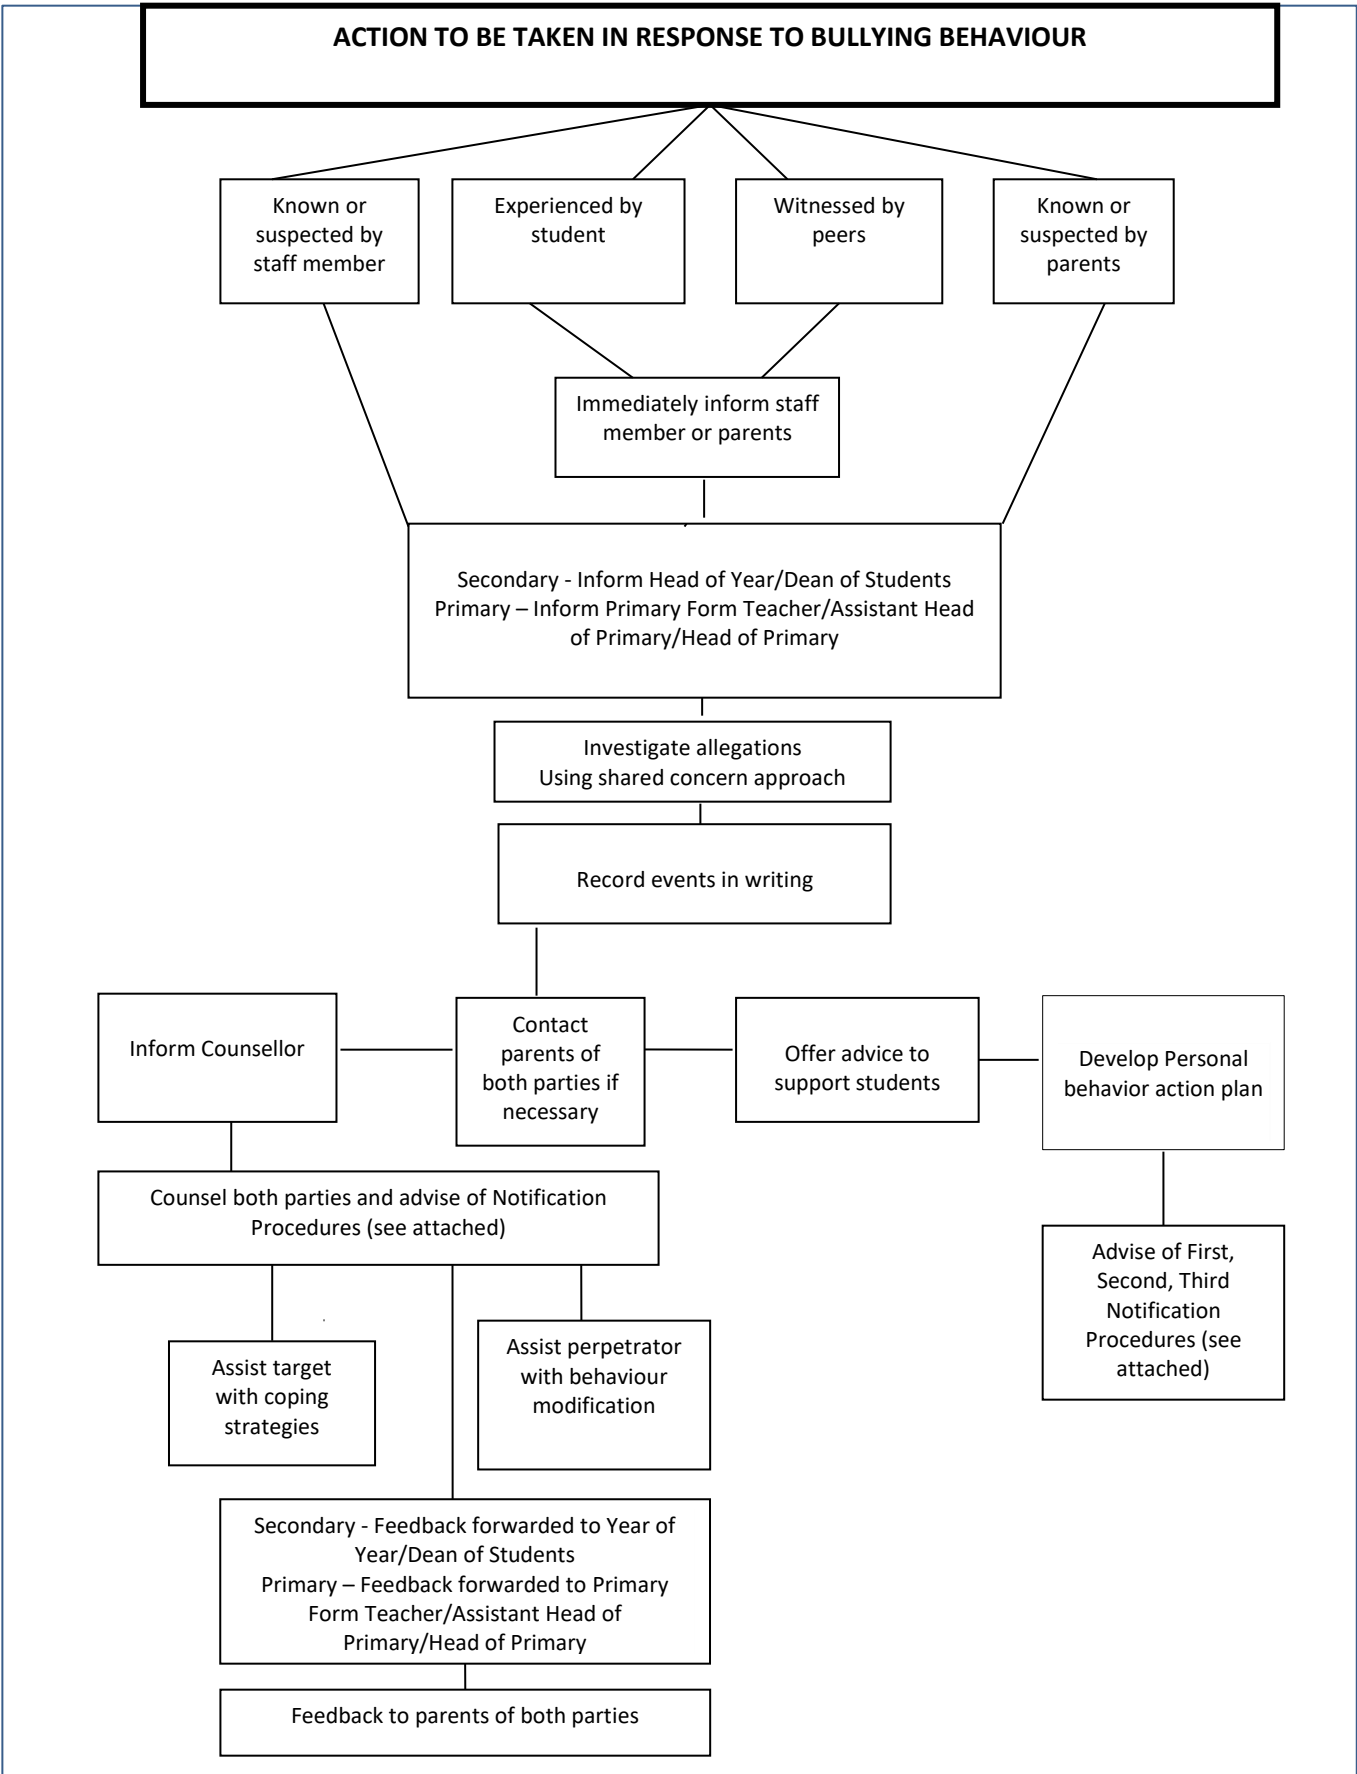 ACTION TO BE TAKEN IN RESPONSE TO BULLYING BEHAVIOUR
Known or
suspected by
staff member
Experienced by
student
Witnessed by
peers
Known or
suspected by
parents
Immediately inform staff
member or parents
Secondary - Inform Head of Year/Dean of Students
Primary – Inform Primary Form Teacher/Assistant Head
of Primary/Head of Primary
Investigate allegations
Using shared concern approach
Record events in writing
Inform Counsellor
Contact
parents of
both parties if
necessary
Offer advice to
support students
Develop Personal
behavior action plan
Counsel both parties and advise of Notification
Procedures (see attached)
Advise of First,
Second, Third
Notification
Procedures (see
attached)
Assist target
with coping
strategies
Assist perpetrator
with behaviour
modification
Secondary - Feedback forwarded to Year of
Year/Dean of Students
Primary – Feedback forwarded to Primary
Form Teacher/Assistant Head of
Primary/Head of Primary
Feedback to parents of both parties